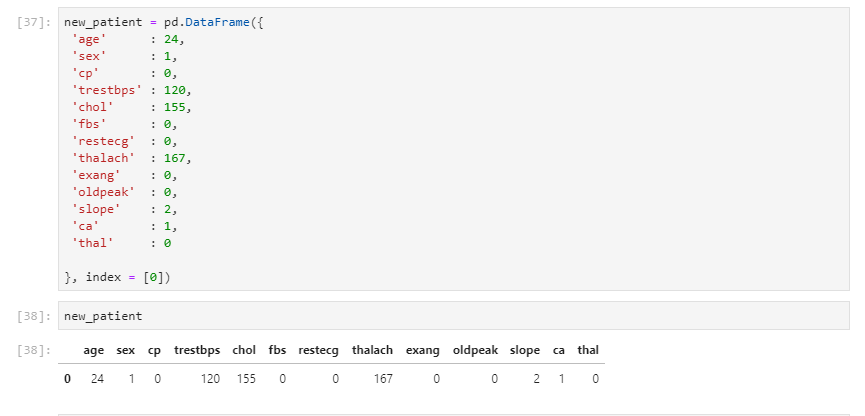 [37]: new_patient = pd.DataFrame({
'age' : 24,
'sex' : 1,
'cp' : 0,
'trestbps' : 120,
'chol' : 155,
'fbs' : 0,
'restecg' : 0,
'thalach' : 167,
'exang' : 0,
'oldpeak' : 0,
'slope' : 2,
'ca' : 1,
'thal' : 0
}, index = [0])
[38]: new_patient
[38]: age sex cp trestbps chol fbs restecg thalach exang oldpeak slope ca thal
0 24 1 0 120 155 0 0 167 0 0 2 1 0